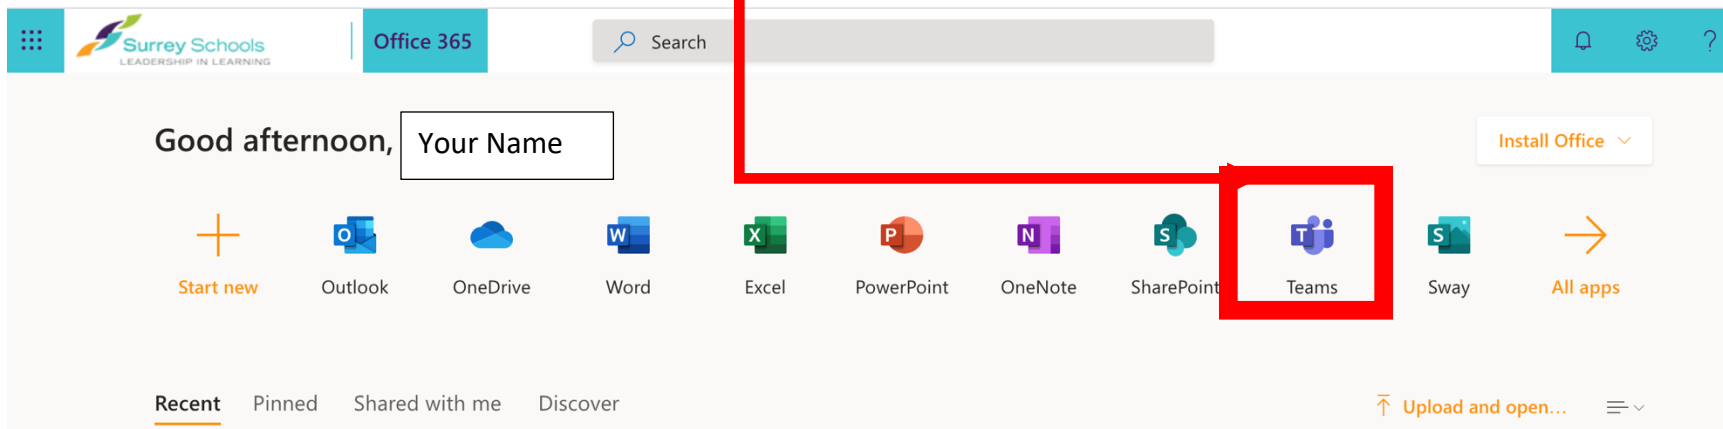 Surrey Schools
LEADERSHIP IN LEARNING
Office 365
Search
Good afternoon,
Your Name
Install Office
Start new
Outlook
OneDrive
Word
Excel
PowerPoint
OneNote
SharePoint
Teams
Sway
All apps
Recent
Pinned
Shared with me
Discover
Upload and open...